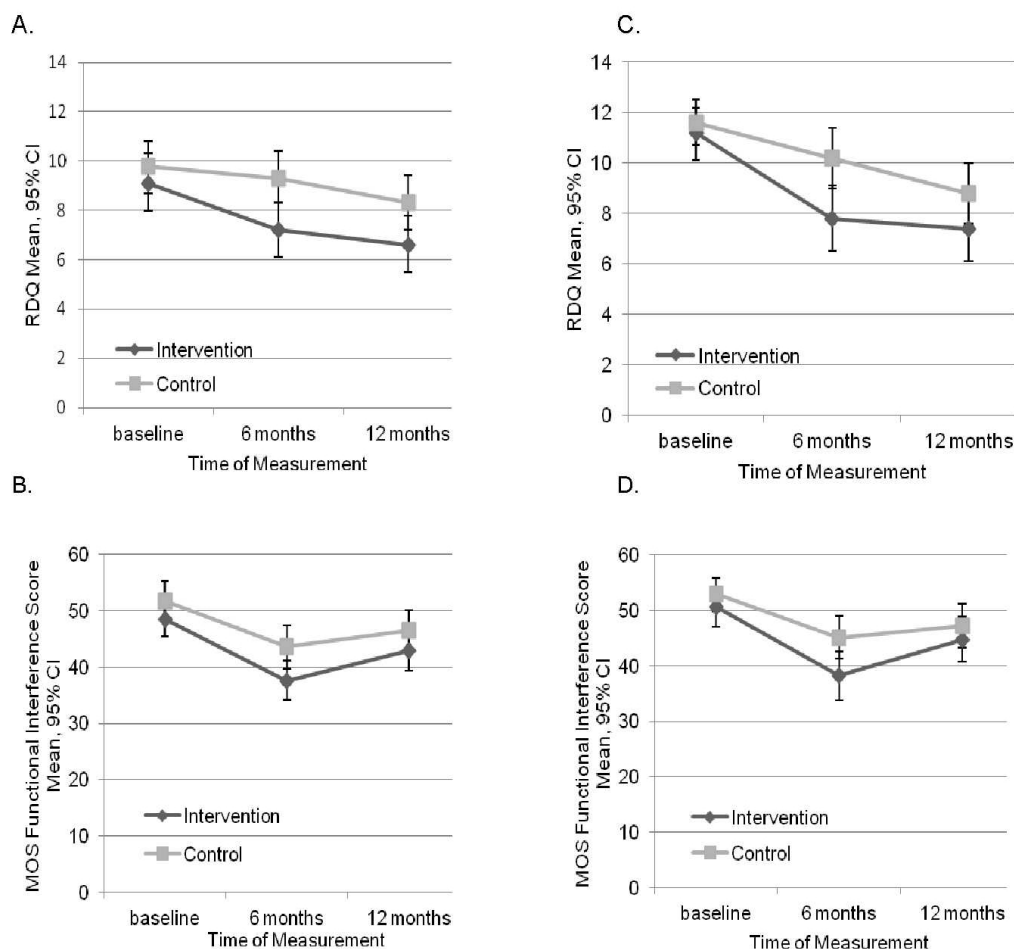 A.
14
12
10
8
6
4
2
0
RDQ Mean, 95% CI
Intervention
Control
baseline
6 months
12 months
Time of Measurement
C.
14
12
10
8
6
4
2
0
RDQ Mean, 95% CI
Intervention
Control
baseline
6 months
12 months
Time of Measurement
B.
60
50
40
30
20
10
0
MOS Functional Interference Score
Mean, 95% CI
Intervention
Control
baseline
6 months
12 months
Time of Measurement
D.
60
50
40
30
20
10
0
MOS Functional Interference Score
Mean, 95% CI
Intervention
Control
baseline
6 months
12 months
Time of Measurement